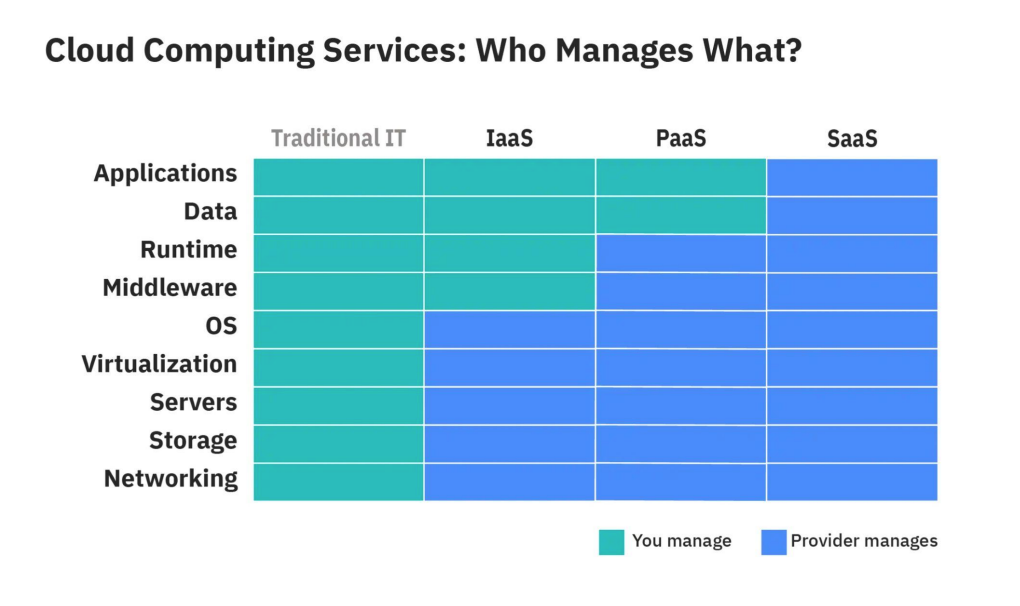 Cloud Computing Services: Who Manages What?
Traditional IT IaaS PaaS SaaS
Applications
Data
Runtime
Middleware
OS
Virtualization
Servers
Storage
Networking
You manage Provider manages